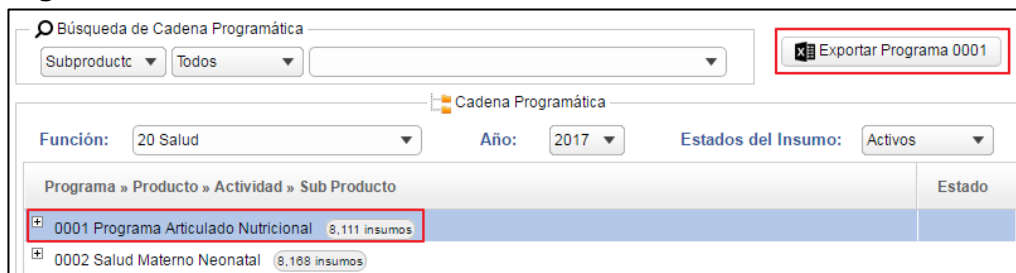 Búsqueda de Cadena Programática
Subproducto Todos
Exportar Programa 0001
Cadena Programática
Función: 20 Salud Año: 2017 Estados del Insumo: Activos
Programa » Producto » Actividad » Sub Producto Estado
0001 Programa Articulado Nutricional 8,111 insumos
0002 Salud Materno Neonatal 8,168 insumos